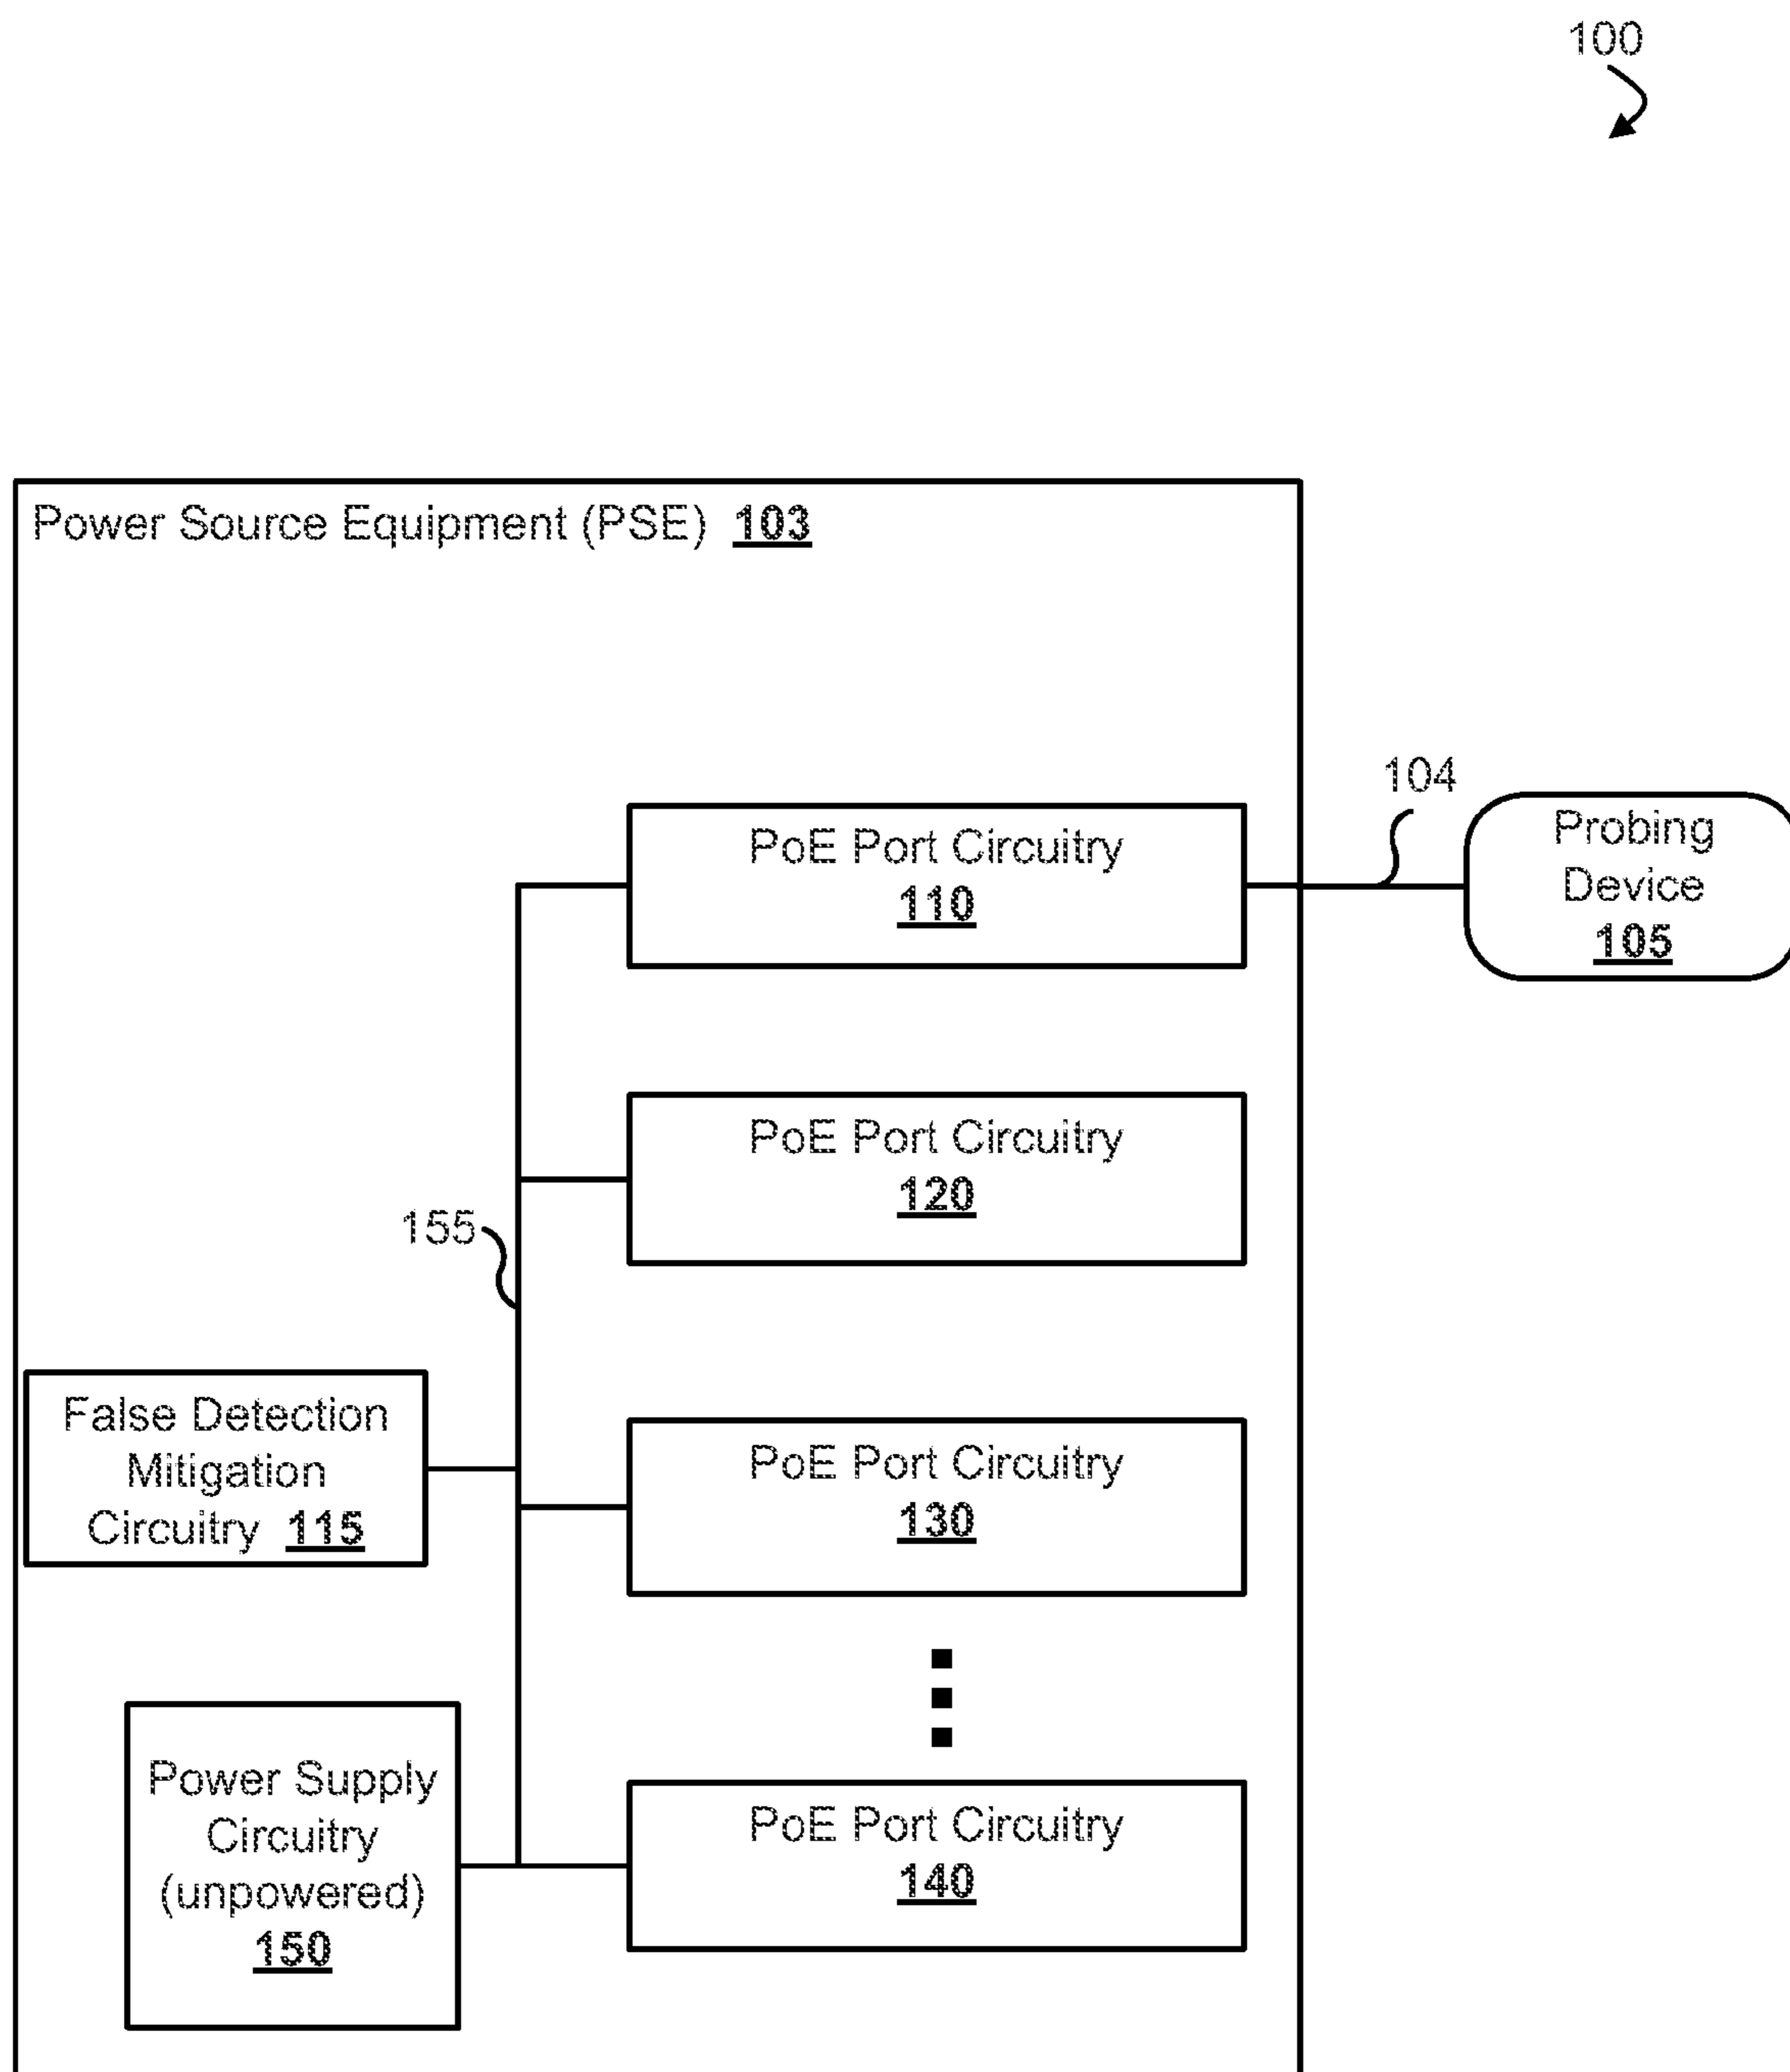 100
Power Source Equipment (PSE) 103
104
Probing
Device
105
PoE Port Circuitry
110
PoE Port Circuitry
120
155
False Detection
Mitigation
Circuitry 115
PoE Port Circuitry
130
Power Supply
Circuitry
(unpowered)
150
PoE Port Circuitry
140